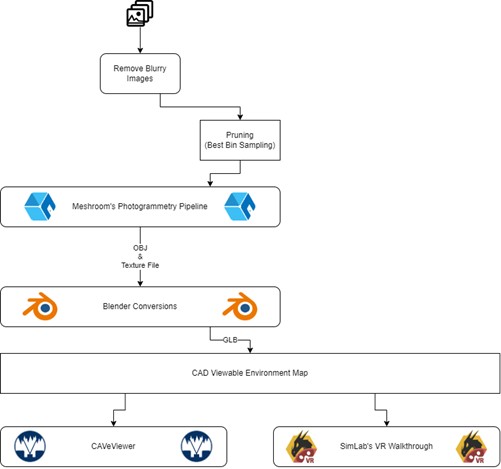 Remove Blurry
Images
Pruning
(Best Bin Sampling)
Meshroom's Photogrammetry Pipeline
OBJ
&
Texture File
Blender Conversions
GLB
CAD Viewable Environment Map
CAVeViewer
SimLab's VR Walkthrough
VR
VR